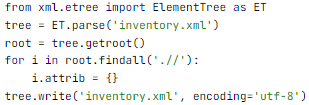 from xml.etree import ElementTree as ET
tree = ET.parse('inventory.xml')
root = tree.getroot()
for i in root.findall('.//'):
    i.attrib = {}
tree.write('inventory.xml', encoding='utf-8')